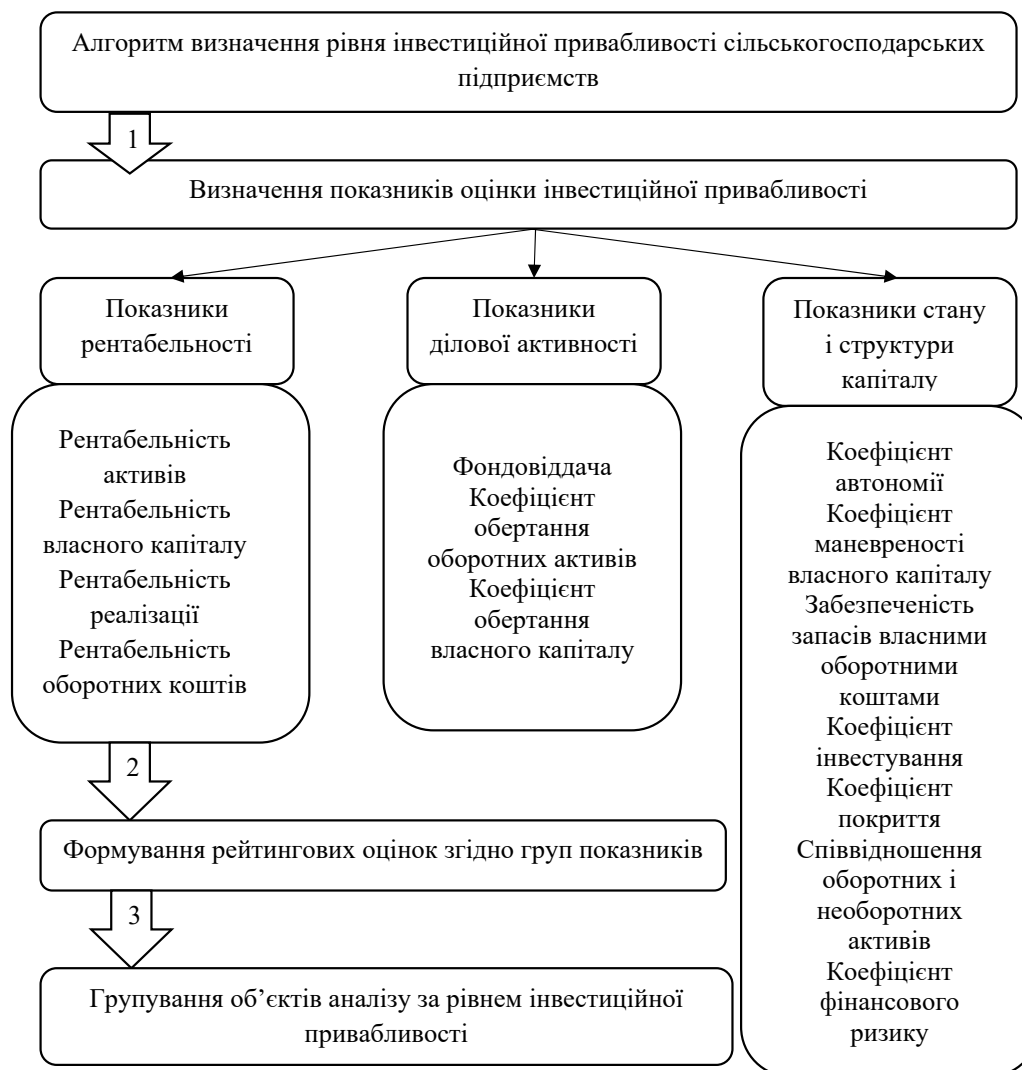 Алгоритм визначення рівня інвестиційної привабливості сільськогосподарських
підприємств
1
Визначення показників оцінки інвестиційної привабливості
Показники
рентабельності
Показники
ділової активності
Показники стану
і структури
капіталу
Рентабельність
активів
Рентабельність
власного капіталу
Рентабельність
реалізації
Рентабельність
оборотних коштів
Фондовіддача
Коефіцієнт
обертання
оборотних активів
Коефіцієнт
обертання
власного капіталу
Коефіцієнт
автономії
Коефіцієнт
маневреності
власного капіталу
Забезпеченість
запасів власними
оборотними
коштами
Коефіцієнт
інвестування
Коефіцієнт
покриття
Співвідношення
оборотних і
необоротних
активів
Коефіцієнт
фінансового
ризику
2
Формування рейтингових оцінок згідно груп показників
3
Групування об’єктів аналізу за рівнем інвестиційної
привабливості